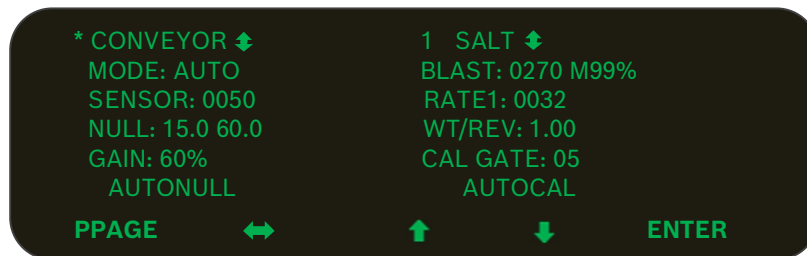 * CONVEYOR ⬍ 1 SALT ⬍
MODE: AUTO BLAST: 0270 M99%
SENSOR: 0050 RATE1: 0032
NULL: 15.0 60.0 WT/REV: 1.00
GAIN: 60% CAL GATE: 05
AUTONULL AUTOCAL
PPAGE ⬌ ⬆ ⬇ ENTER